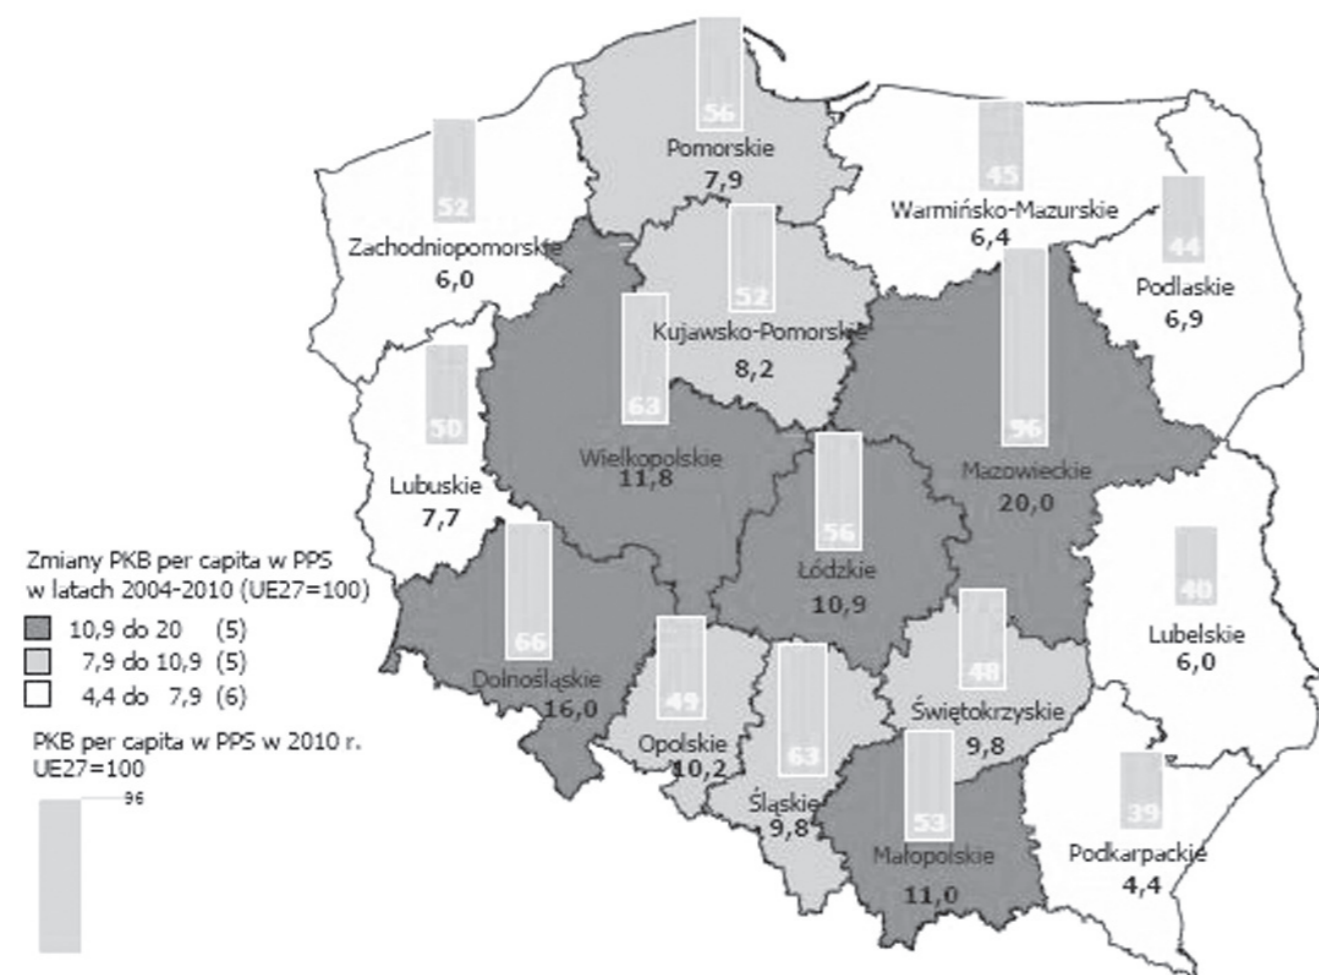 56
Pomorskie
7,9
52
Zachodniopomorskie
6,0
45
Warmińsko-Mazurskie
6,4
44
Podlaskie
6,9
52
Kujawsko-Pomorskie
8,2
63
Wielkopolskie
11,8
96
Mazowieckie
20,0
50
Lubuskie
7,7
56
Łódzkie
10,9
40
Lubelskie
6,0
66
Dolnośląskie
16,0
49
Opolskie
10,2
63
Śląskie
9,8
48
Świętokrzyskie
9,8
53
Małopolskie
11,0
39
Podkarpackie
4,4
Zmiany PKB per capita w PPS
w latach 2004-2010 (UE27=100)
10,9 do 20 (5)
7,9 do 10,9 (5)
4,4 do 7,9 (6)
PKB per capita w PPS w 2010 r.
UE27=100
96